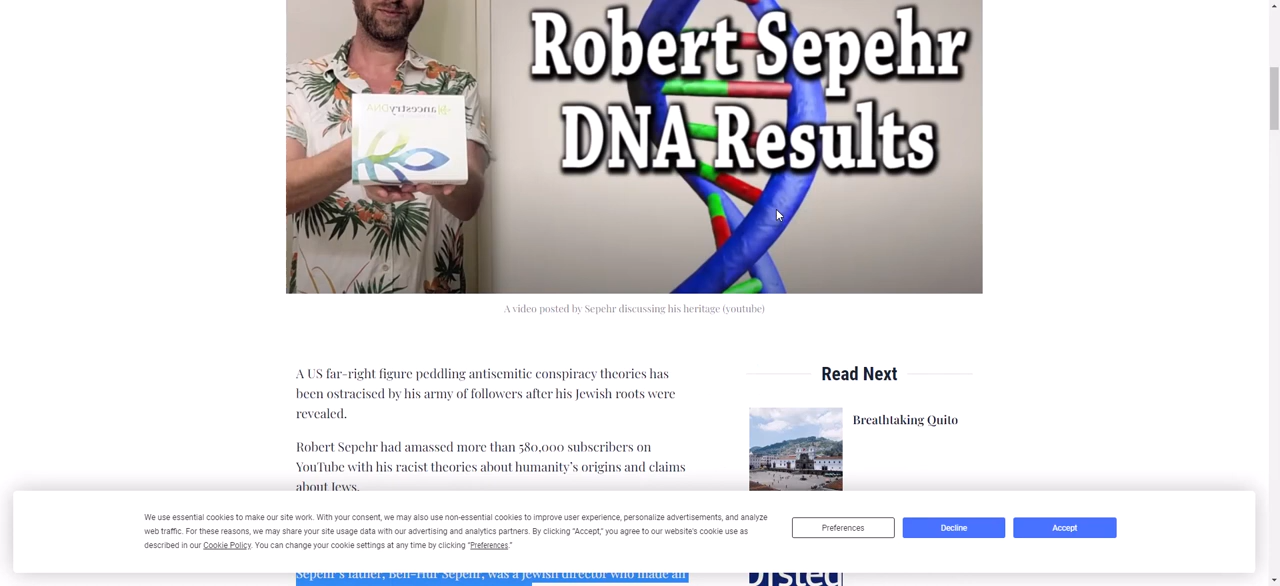 Robert Sepehr
DNA Results
ancestryDNA
A video posted by Sepehr discussing his heritage (youtube)
A US far-right figure peddling antisemitic conspiracy theories has
been ostracised by his army of followers after his Jewish roots were
revealed.
Robert Sepehr had amassed more than 580,000 subscribers on
YouTube with his racist theories about humanity's origins and claims
about Jews.
Read Next
Breathtaking Quito
We use essential cookies to make our site work. With your consent, we may also use non-essential cookies to improve user experience, personalize advertisements, and analyze
web traffic. For these reasons, we may share your site usage data with our advertising and analytics partners. By clicking "Accept," you agree to our website's cookie use as
described in our Cookie Policy. You can change your cookie settings at any time by clicking "Preferences."
Preferences
Decline
Accept
Sepehr's father, Ben-Hur Sepehr, was a Jewish director who made an